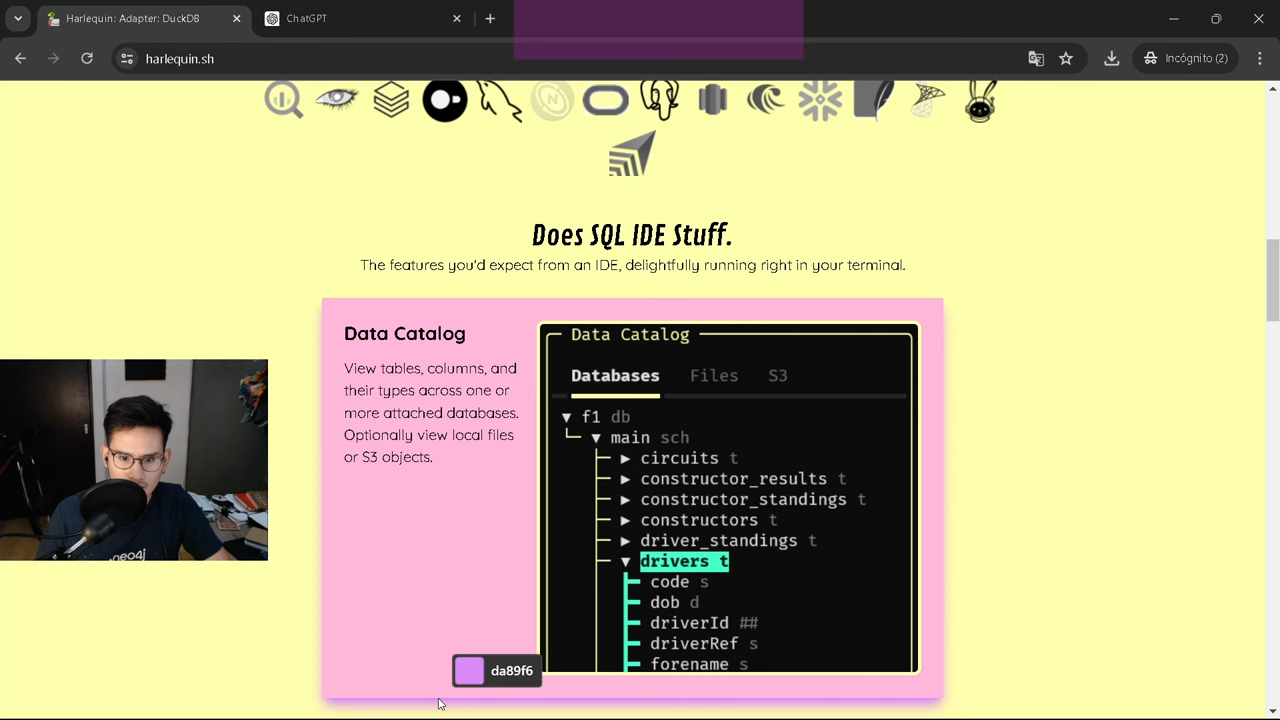 Harlequin: Adapter: DuckDB
ChatGPT
harlequin.sh
Incógnito (2)
N
Does SQL IDE Stuff.
The features you'd expect from an IDE, delightfully running right in your terminal.
Data Catalog
View tables, columns, and
their types across one or
more attached databases.
Optionally view local files
or S3 objects.
Data Catalog
Databases Files S3
▼ f1 db
▼ main sch
▶ circuits t
▶ constructor_results t
▶ constructor_standings t
▶ constructors t
▶ driver_standings t
▼ drivers t
code s
dob d
driverId ##
driverRef s
forename s
neo4j
da89f6